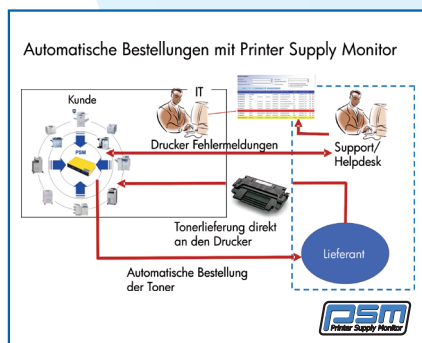 Automatische Bestellungen mit Printer Supply Monitor
IT
Kunde
PSM
Drucker Fehlermeldungen
Support/
Helpdesk
Tonerlieferung direkt
an den Drucker
Lieferant
Automatische Bestellung
der Toner
psm
Printer Supply Monitor